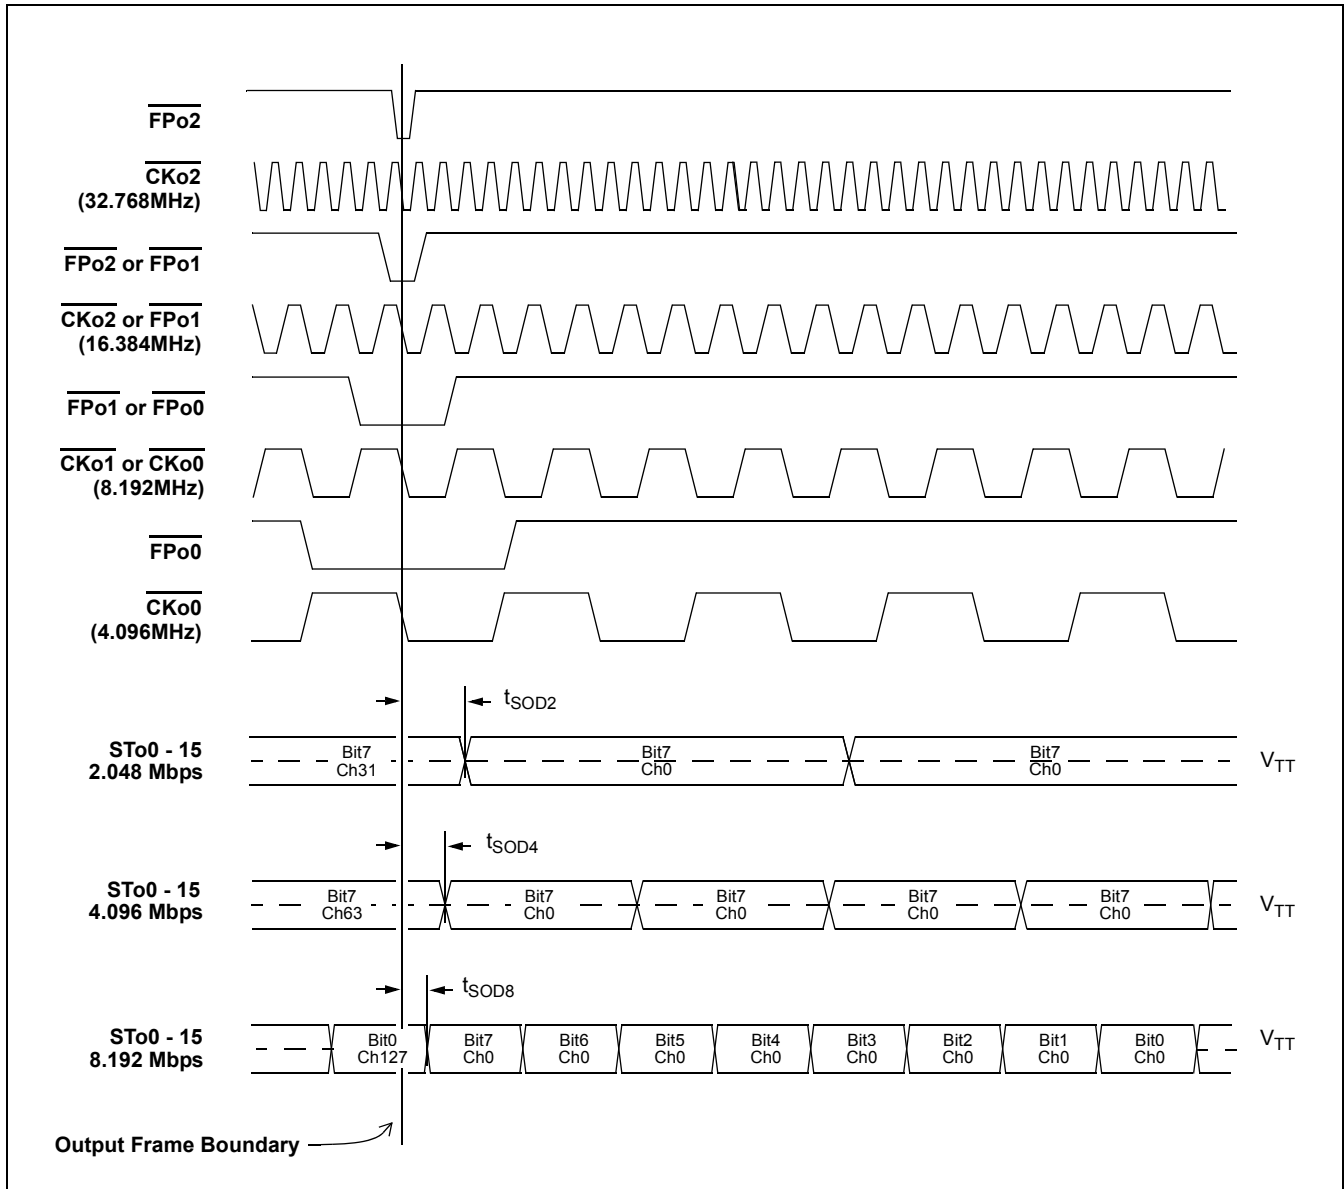 FPo2
CKo2
(32.768MHz)
FPo2 or FPo1
CKo2 or FPo1
(16.384MHz)
FPo1 or FPo0
CKo1 or CKo0
(8.192MHz)
FPo0
CKo0
(4.096MHz)
tSOD2
STo0 - 15
2.048 Mbps
Bit7
Ch31
Bit7
Ch0
Bit7
Ch0
VTT
tSOD4
STo0 - 15
4.096 Mbps
Bit7
Ch63
Bit7
Ch0
Bit7
Ch0
Bit7
Ch0
Bit7
Ch0
VTT
tSOD8
STo0 - 15
8.192 Mbps
Bit0
Ch127
Bit7
Ch0
Bit6
Ch0
Bit5
Ch0
Bit4
Ch0
Bit3
Ch0
Bit2
Ch0
Bit1
Ch0
Bit0
Ch0
VTT
Output Frame Boundary